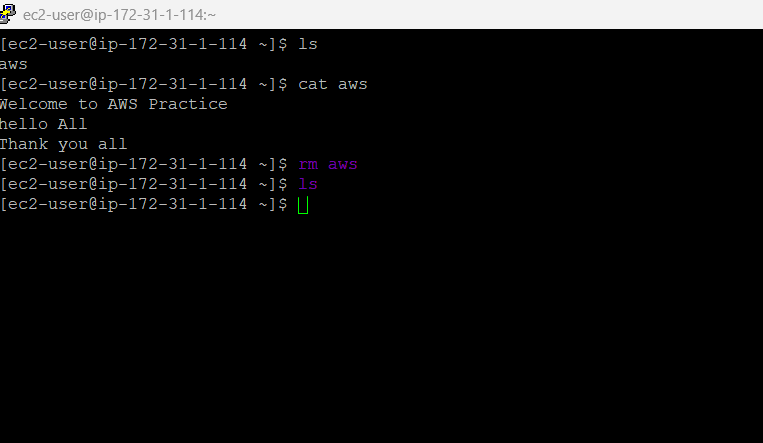 ec2-user@ip-172-31-1-114:~
[ec2-user@ip-172-31-1-114 ~]$ ls
aws
[ec2-user@ip-172-31-1-114 ~]$ cat aws
Welcome to AWS Practice
hello All
Thank you all
[ec2-user@ip-172-31-1-114 ~]$ rm aws
[ec2-user@ip-172-31-1-114 ~]$ ls
[ec2-user@ip-172-31-1-114 ~]$